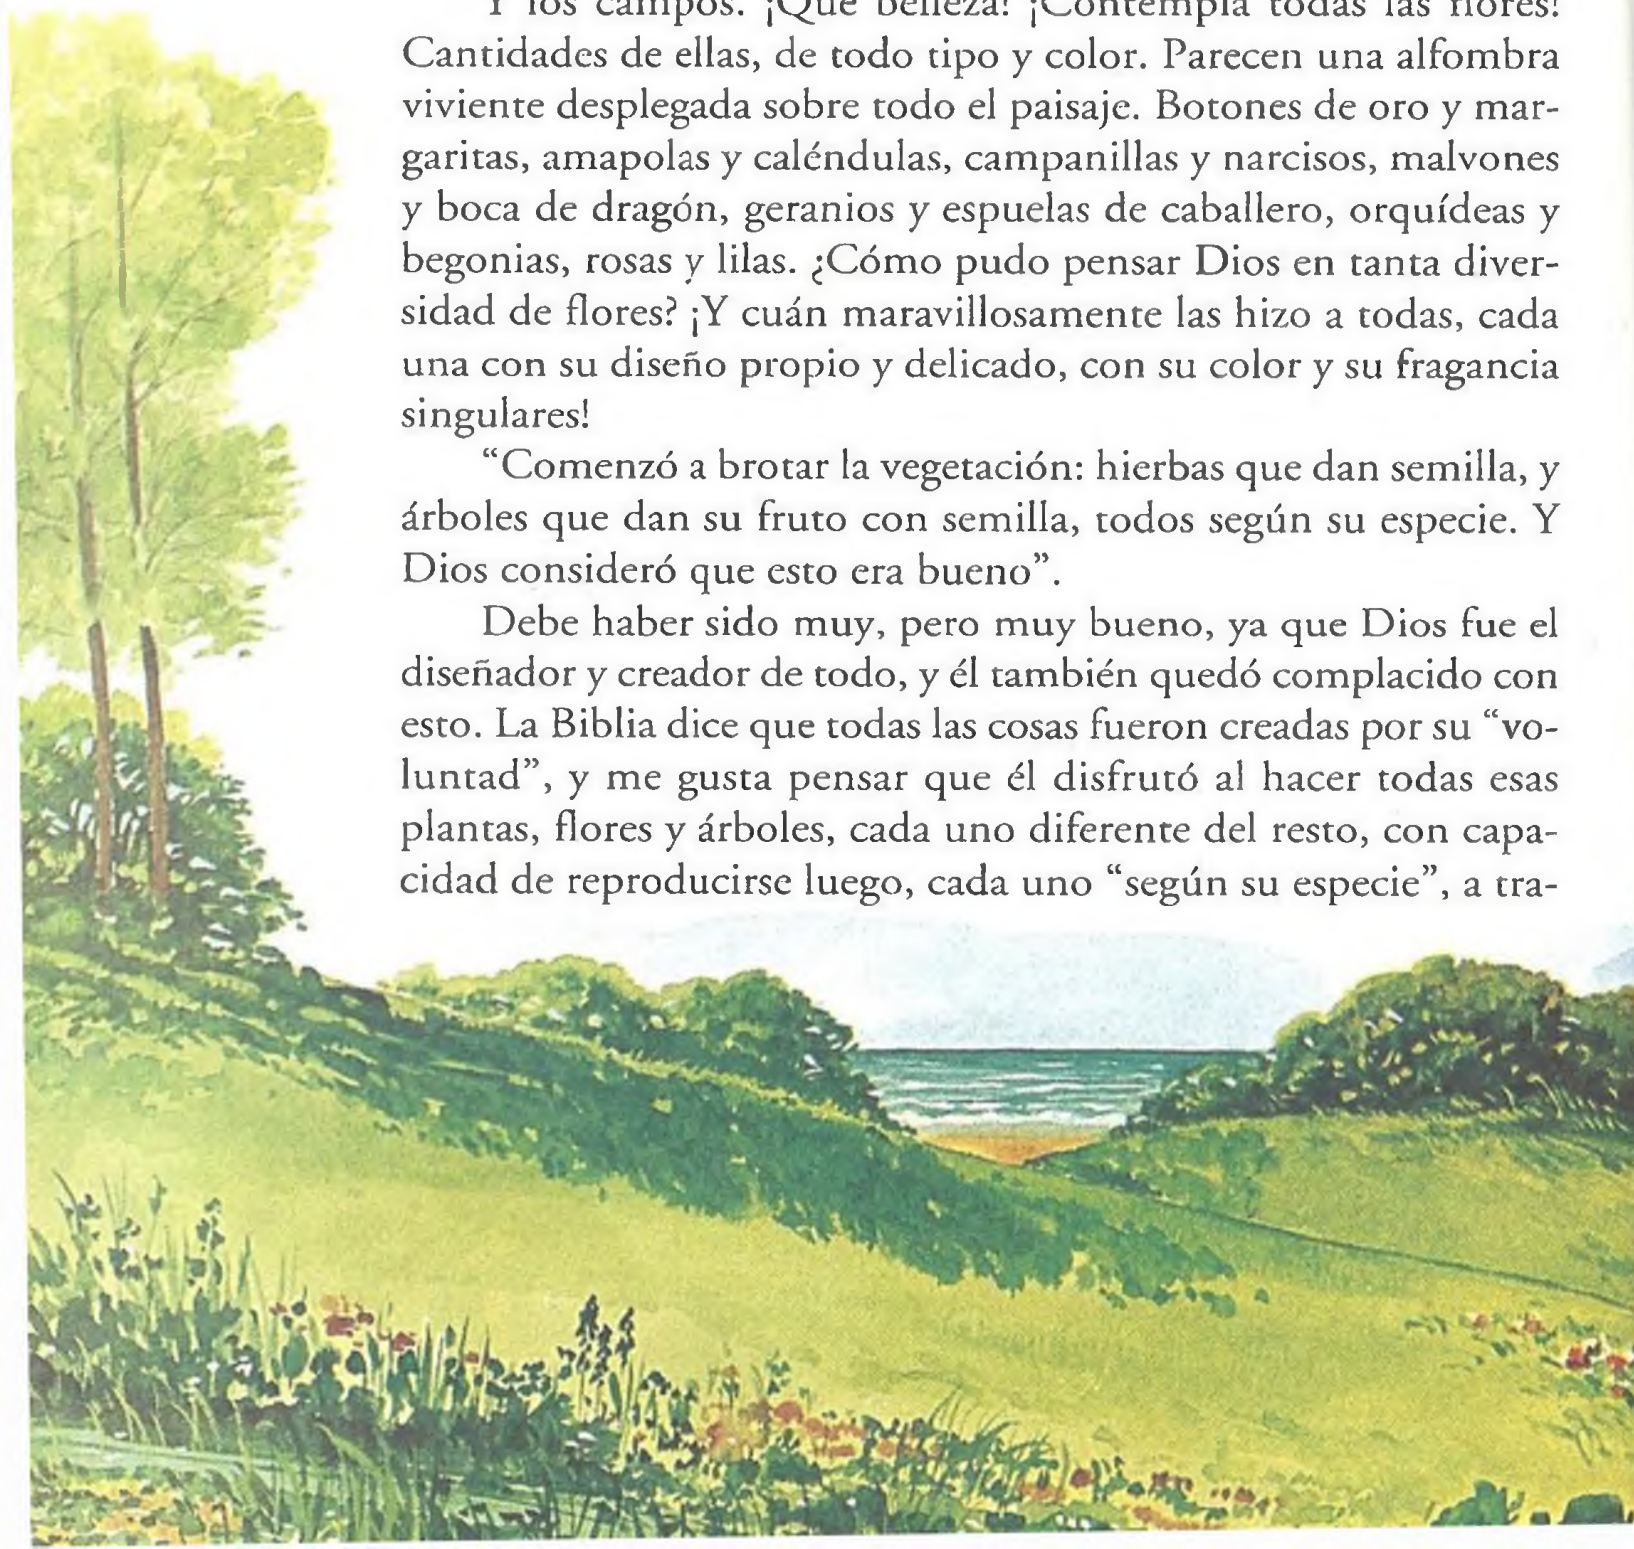 Y los campos. ¡Qué belleza! ¡Contempla todas las flores!
Cantidades de ellas, de todo tipo y color. Parecen una alfombra
viviente desplegada sobre todo el paisaje. Botones de oro y mar-
garitas, amapolas y caléndulas, campanillas y narcisos, malvones
y boca de dragón, geranios y espuelas de caballero, orquídeas y
begonias, rosas y lilas. ¿Cómo pudo pensar Dios en tanta diver-
sidad de flores? ¡Y cuán maravillosamente las hizo a todas, cada
una con su diseño propio y delicado, con su color y su fragancia
singulares!
“Comenzó a brotar la vegetación: hierbas que dan semilla, y
árboles que dan su fruto con semilla, todos según su especie. Y
Dios consideró que esto era bueno”.
Debe haber sido muy, pero muy bueno, ya que Dios fue el
diseñador y creador de todo, y él también quedó complacido con
esto. La Biblia dice que todas las cosas fueron creadas por su “vo-
luntad”, y me gusta pensar que él disfrutó al hacer todas esas
plantas, flores y árboles, cada uno diferente del resto, con capa-
cidad de reproducirse luego, cada uno “según su especie”, a tra-